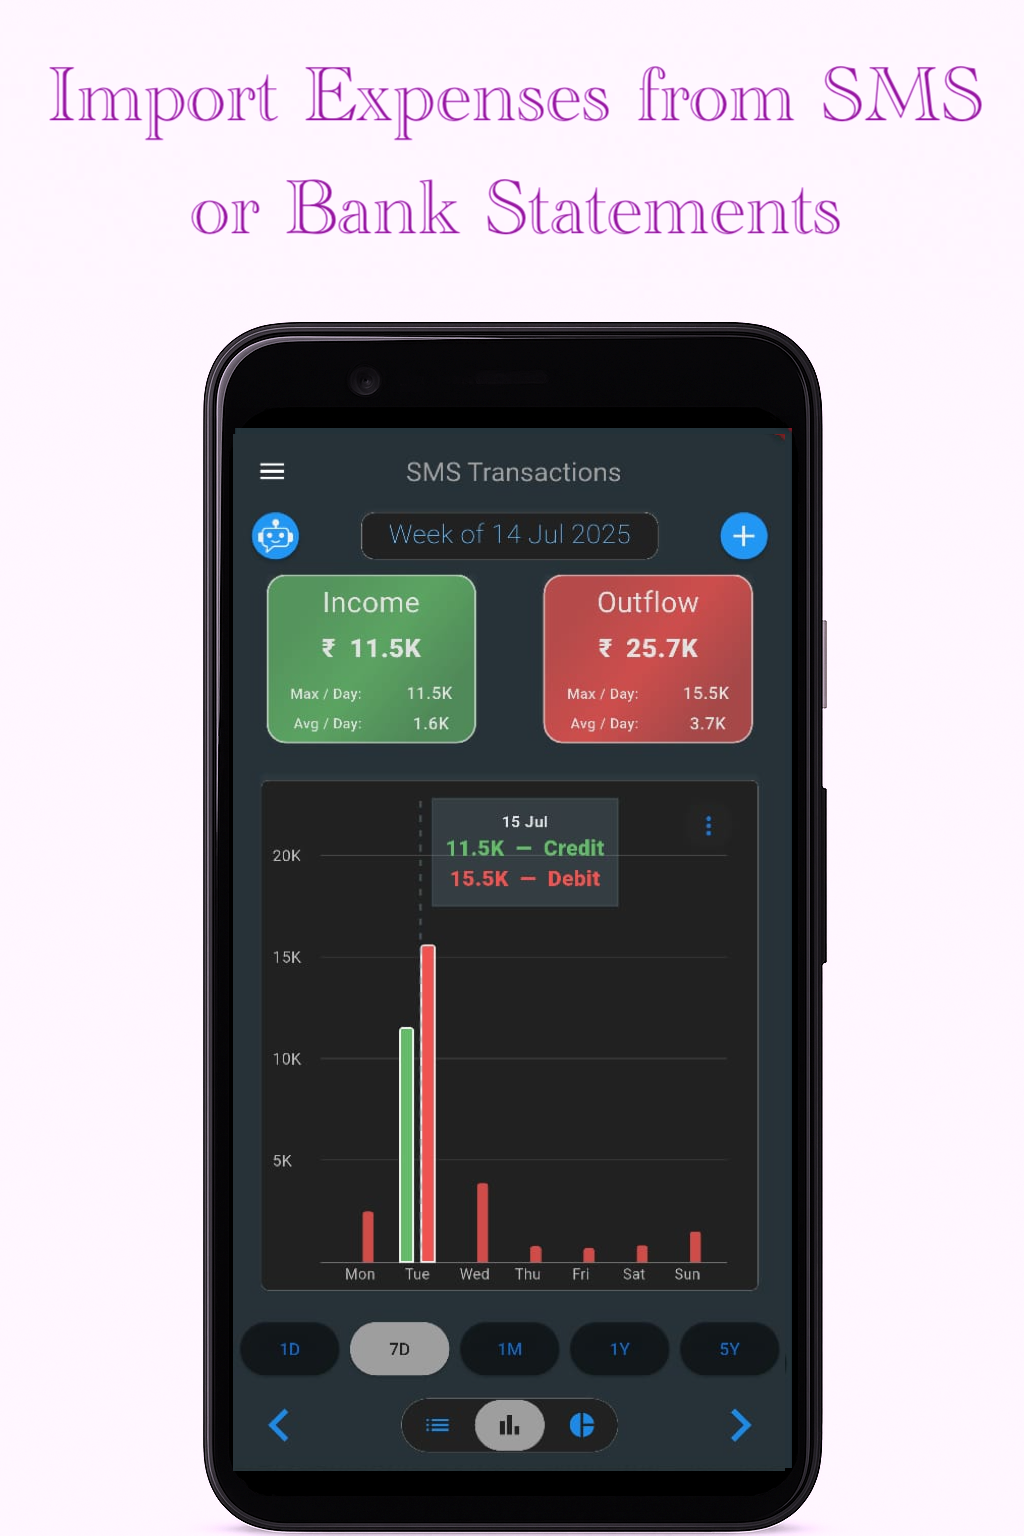 Import Expenses from SMS
or Bank Statements
SMS Transactions
Week of 14 Jul 2025
Income
₹ 11.5K
Max / Day: 11.5K
Avg / Day: 1.6K
Outflow
₹ 25.7K
Max / Day: 15.5K
Avg / Day: 3.7K
15 Jul
11.5K — Credit
15.5K — Debit
20K
15K
10K
5K
Mon Tue Wed Thu Fri Sat Sun
1D 7D 1M 1Y 5Y